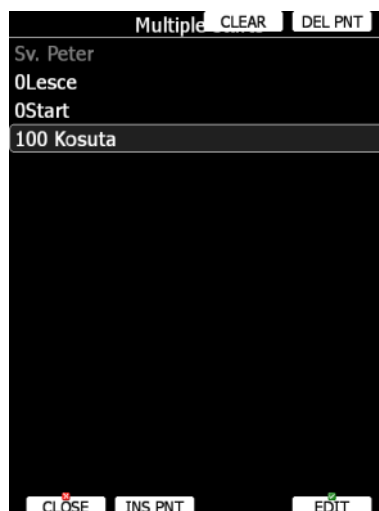 Multiple
CLEAR
DEL PNT
Sv. Peter
0Lesce
0Start
100 Kosuta
CLOSE
INS PNT
EDIT